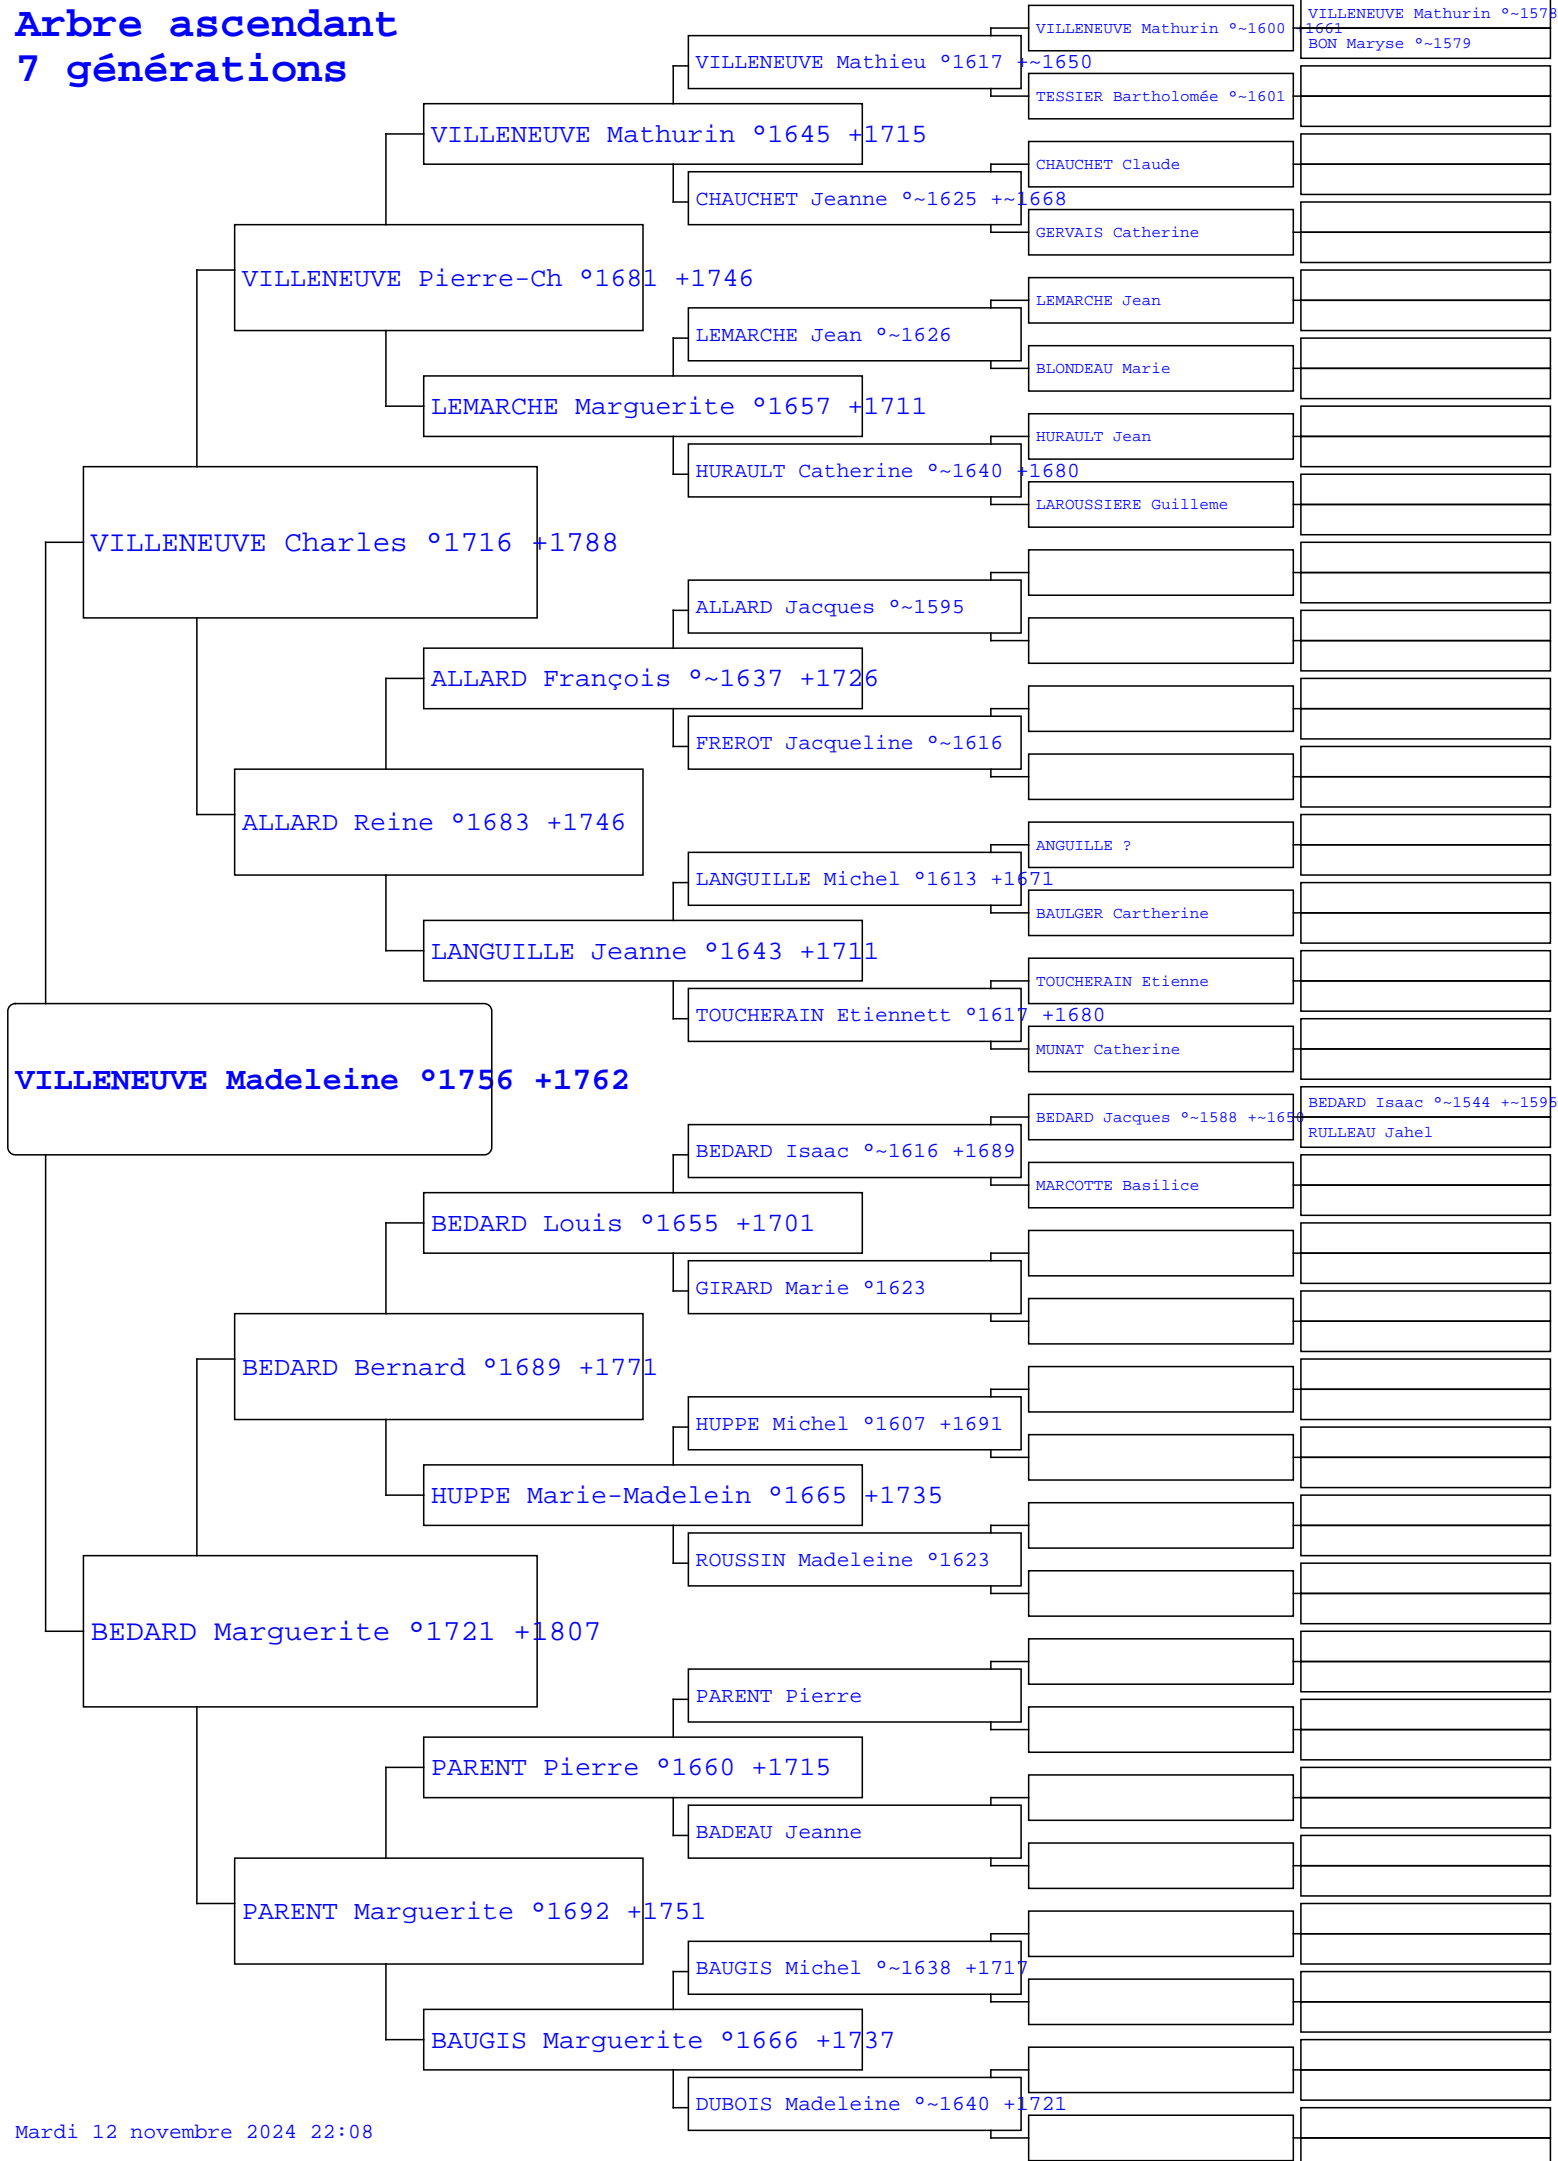 Arbre ascendant
7 générations
VILLENEUVE Mathurin °~1578
VILLENEUVE Mathurin °~1600 +1661
BON Maryse °~1579
VILLENEUVE Mathieu °1617 +~1650
TESSIER Bartholomée °~1601
VILLENEUVE Mathurin °1645 +1715
CHAUCHET Claude
CHAUCHET Jeanne °~1625 +~1668
GERVAIS Catherine
VILLENEUVE Pierre-Ch °1681 +1746
LEMARCHE Jean
LEMARCHE Jean °~1626
BLONDEAU Marie
LEMARCHE Marguerite °1657 +1711
HURAULT Jean
HURAULT Catherine °~1640 +1680
LAROUSSIERE Guilleme
VILLENEUVE Charles °1716 +1788
ALLARD Jacques °~1595
ALLARD François °~1637 +1726
FREROT Jacqueline °~1616
ALLARD Reine °1683 +1746
ANGUILLE ?
LANGUILLE Michel °1613 +1671
BAULGER Cartherine
LANGUILLE Jeanne °1643 +1711
TOUCHERAIN Etienne
TOUCHERAIN Etiennett °1617 +1680
MUNAT Catherine
VILLENEUVE Madeleine °1756 +1762
BEDARD Isaac °~1544 +~1595
BEDARD Jacques °~1588 +~1650
RULLEAU Jahel
BEDARD Isaac °~1616 +1689
MARCOTTE Basilice
BEDARD Louis °1655 +1701
GIRARD Marie °1623
BEDARD Bernard °1689 +1771
HUPPE Michel °1607 +1691
HUPPE Marie-Madelein °1665 +1735
ROUSSIN Madeleine °1623
BEDARD Marguerite °1721 +1807
PARENT Pierre
PARENT Pierre °1660 +1715
BADEAU Jeanne
PARENT Marguerite °1692 +1751
BAUGIS Michel °~1638 +1717
BAUGIS Marguerite °1666 +1737
DUBOIS Madeleine °~1640 +1721
Mardi 12 novembre 2024 22:08